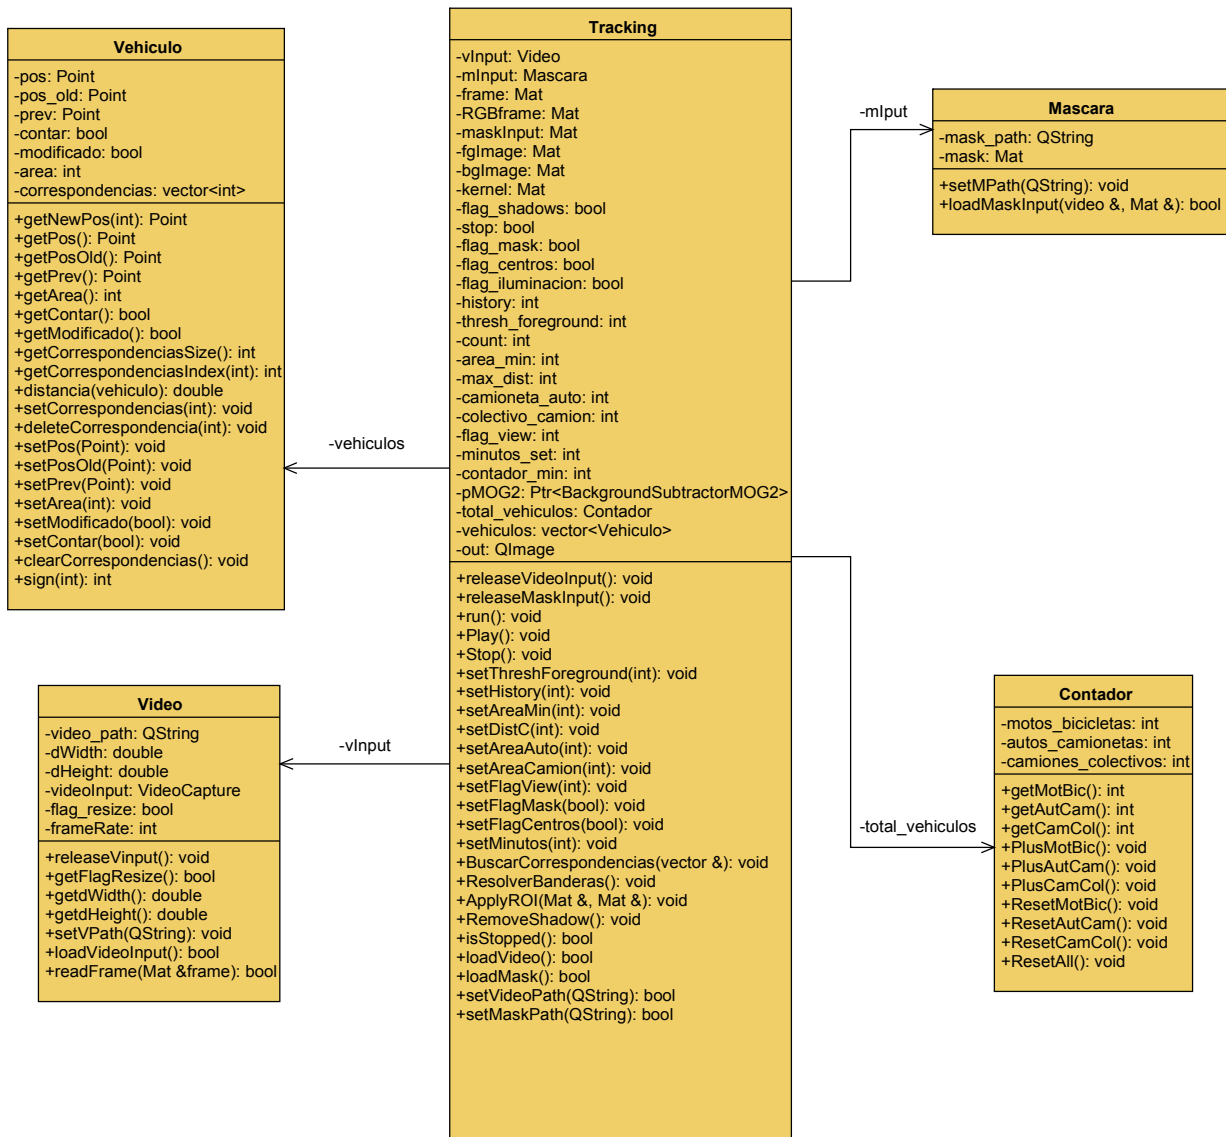 Vehiculo
-pos: Point
-pos_old: Point
-prev: Point
-contar: bool
-modificado: bool
-area: int
-correspondencias: vector<int>
+getNewPos(int): Point
+getPos(): Point
+getPosOld(): Point
+getPrev(): Point
+getArea(): int
+getContar(): bool
+getModificado(): bool
+getCorrespondenciasSize(): int
+getCorrespondenciasIndex(int): int
+distancia(vehiculo): double
+setCorrespondencias(int): void
+deleteCorrespondencia(int): void
+setPos(Point): void
+setPosOld(Point): void
+setPrev(Point): void
+setArea(int): void
+setModificado(bool): void
+setContar(bool): void
+clearCorrespondencias(): void
+sign(int): int
-vehiculos
Video
-video_path: QString
-dWidth: double
-dHeight: double
-videoInput: VideoCapture
-flag_resize: bool
-frameRate: int
+releaseVinput(): void
+getFlagResize(): bool
+getdWidth(): double
+getdHeight(): double
+setVPath(QString): void
+loadVideoInput(): bool
+readFrame(Mat &frame): bool
-vInput
Tracking
-vInput: Video
-mInput: Mascara
-frame: Mat
-RGBframe: Mat
-maskInput: Mat
-fgImage: Mat
-bgImage: Mat
-kernel: Mat
-flag_shadows: bool
-stop: bool
-flag_mask: bool
-flag_centros: bool
-flag_iluminacion: bool
-history: int
-thresh_foreground: int
-count: int
-area_min: int
-max_dist: int
-camioneta_auto: int
-colectivo_camion: int
-flag_view: int
-minutos_set: int
-contador_min: int
-pMOG2: Ptr<BackgroundSubtractorMOG2>
-total_vehiculos: Contador
-vehiculos: vector<Vehiculo>
-out: QImage
+releaseVideoInput(): void
+releaseMaskInput(): void
+run(): void
+Play(): void
+Stop(): void
+setThreshForeground(int): void
+setHistory(int): void
+setAreaMin(int): void
+setDistC(int): void
+setAreaAuto(int): void
+setAreaCamion(int): void
+setFlagView(int): void
+setFlagMask(bool): void
+setFlagCentros(bool): void
+setMinutos(int): void
+BuscarCorrespondencias(vector &): void
+ResolverBanderas(): void
+ApplyROI(Mat &, Mat &): void
+RemoveShadow(): void
+isStopped(): bool
+loadVideo(): bool
+loadMask(): bool
+setVideoPath(QString): bool
+setMaskPath(QString): bool
-mIput
Mascara
-mask_path: QString
-mask: Mat
+setMPath(QString): void
+loadMaskInput(video &, Mat &): bool
-total_vehiculos
Contador
-motos_bicicletas: int
-autos_camionetas: int
-camiones_colectivos: int
+getMotBic(): int
+getAutCam(): int
+getCamCol(): int
+PlusMotBic(): void
+PlusAutCam(): void
+PlusCamCol(): void
+ResetMotBic(): void
+ResetAutCam(): void
+ResetCamCol(): void
+ResetAll(): void